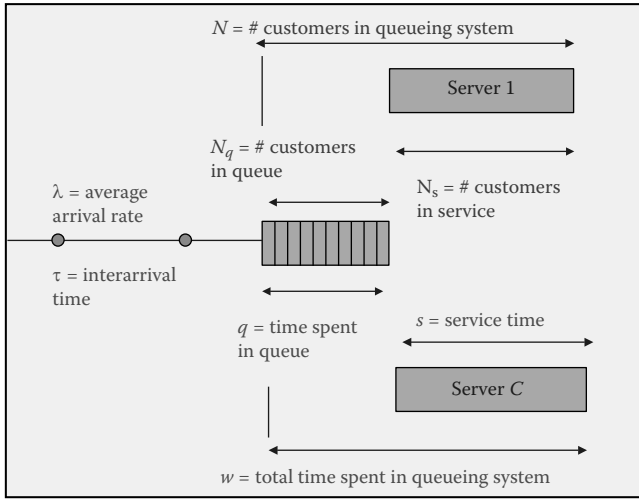 N = # customers in queueing system
Server 1
N_q = # customers
in queue
N_s = # customers
in service
λ = average
arrival rate
τ = interarrival
time
q = time spent
in queue
s = service time
Server C
w = total time spent in queueing system